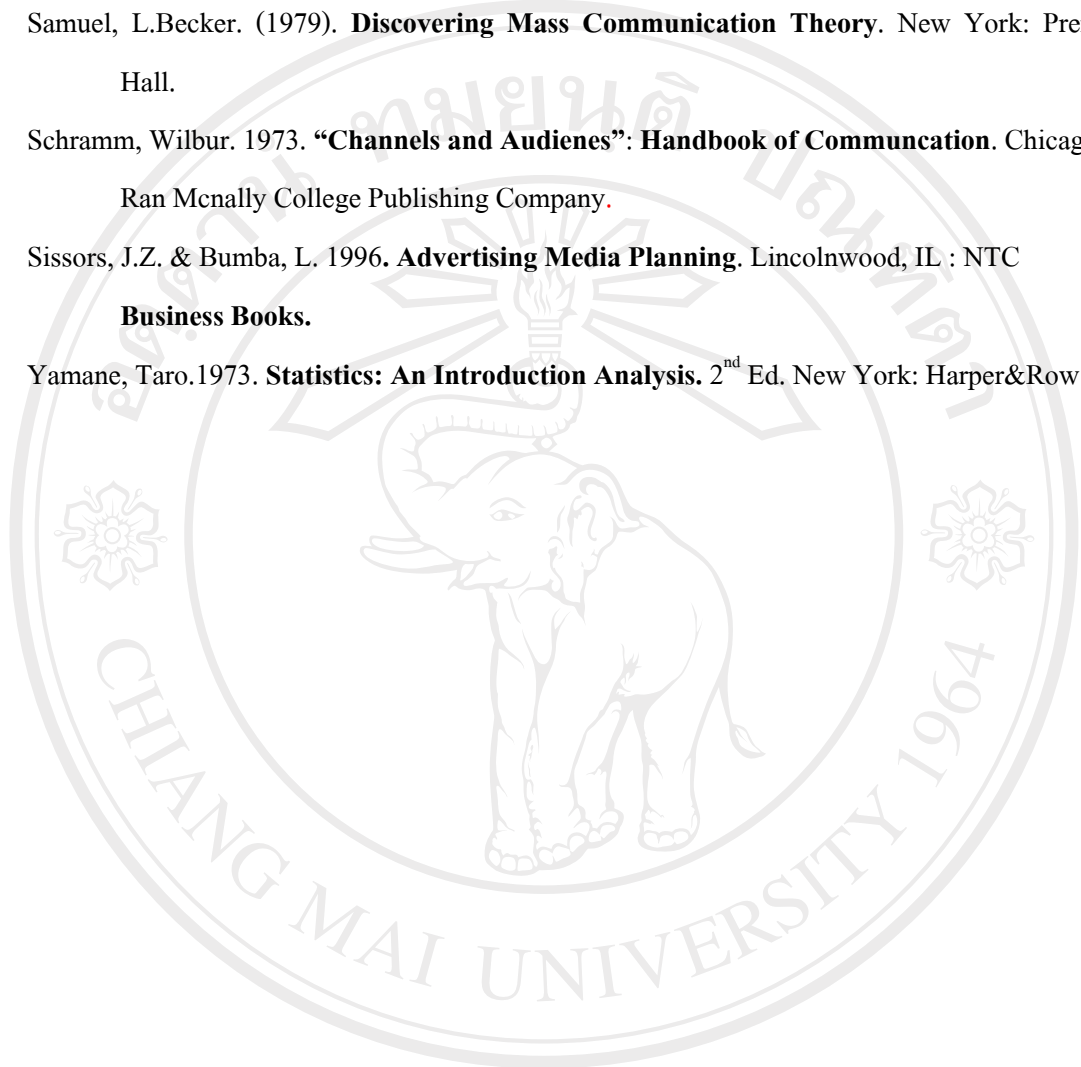 Samuel, L.Becker. (1979). Discovering Mass Communication Theory. New York:
Hall.
Schramm, Wilbur. 1973. “Channels and Audienes”: Handbook of Communcation.
Ran Mcnally College Publishing Company.
Sissors, J.Z. & Bumba, L. 1996. Advertising Media Planning. Lincolnwood, IL : NTC
Business Books.
Yamane, Taro.1973. Statistics: An Introduction Analysis. 2nd Ed. New York: Harper&Row
CHIANG MAI UNIVERSITY 1964